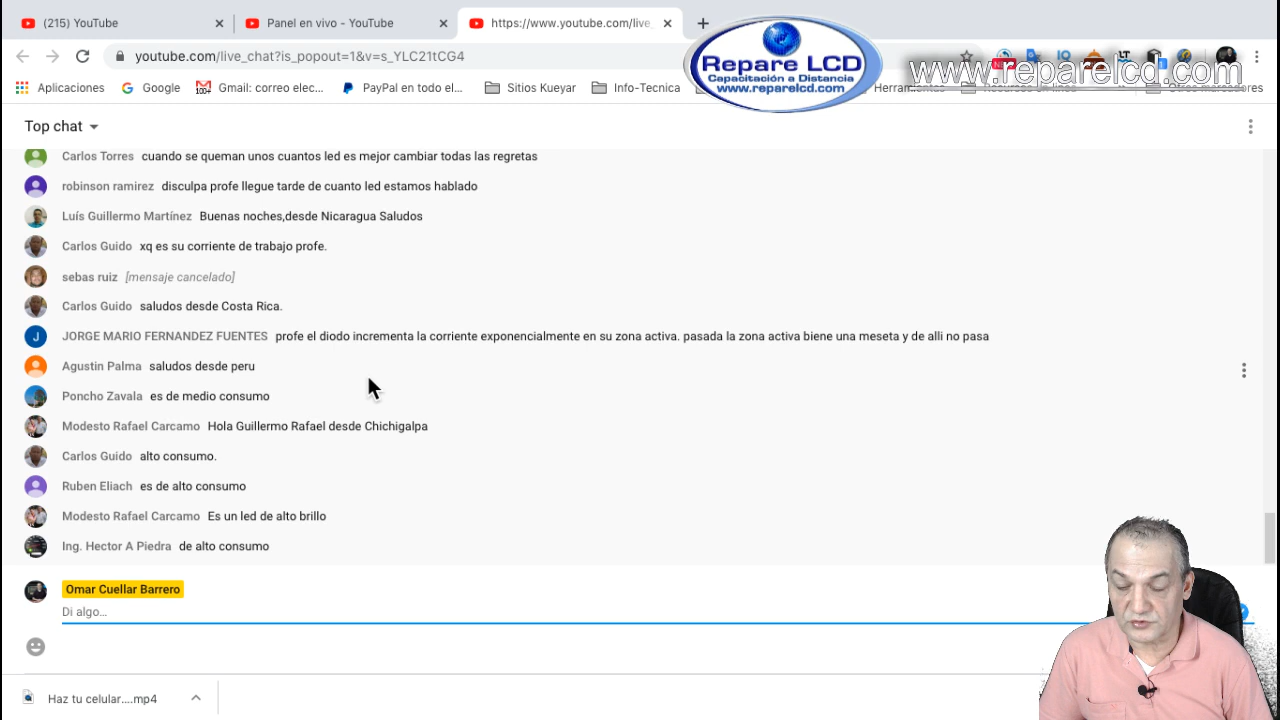 (215) YouTube
Panel en vivo - YouTube
https://www.youtube.com/live_
youtube.com/live_chat?is_popout=1&v=s_YLC21tCG4
Repare LCD
Capacitación a Distancia
www.reparelcd.com
www.reparelcd.com
Aplicaciones
Google
Gmail: correo elec...
PayPal en todo el...
Sitios Kueyar
Info-Tecnica
Herramientas
Recursos en línea
Otros marcadores
Top chat
Carlos Torres cuando se queman unos cuantos led es mejor cambiar todas las regretas
robinson ramirez disculpa profe llegue tarde de cuanto led estamos hablado
Luís Guillermo Martínez Buenas noches,desde Nicaragua Saludos
Carlos Guido xq es su corriente de trabajo profe.
sebas ruiz [mensaje cancelado]
Carlos Guido saludos desde Costa Rica.
J JORGE MARIO FERNANDEZ FUENTES profe el diodo incrementa la corriente exponencialmente en su zona activa. pasada la zona activa biene una meseta y de alli no pasa
Agustin Palma saludos desde peru
Poncho Zavala es de medio consumo
Modesto Rafael Carcamo Hola Guillermo Rafael desde Chichigalpa
Carlos Guido alto consumo.
Ruben Eliach es de alto consumo
Modesto Rafael Carcamo Es un led de alto brillo
Ing. Hector A Piedra de alto consumo
Omar Cuellar Barrero
Di algo...
Haz tu celular....mp4